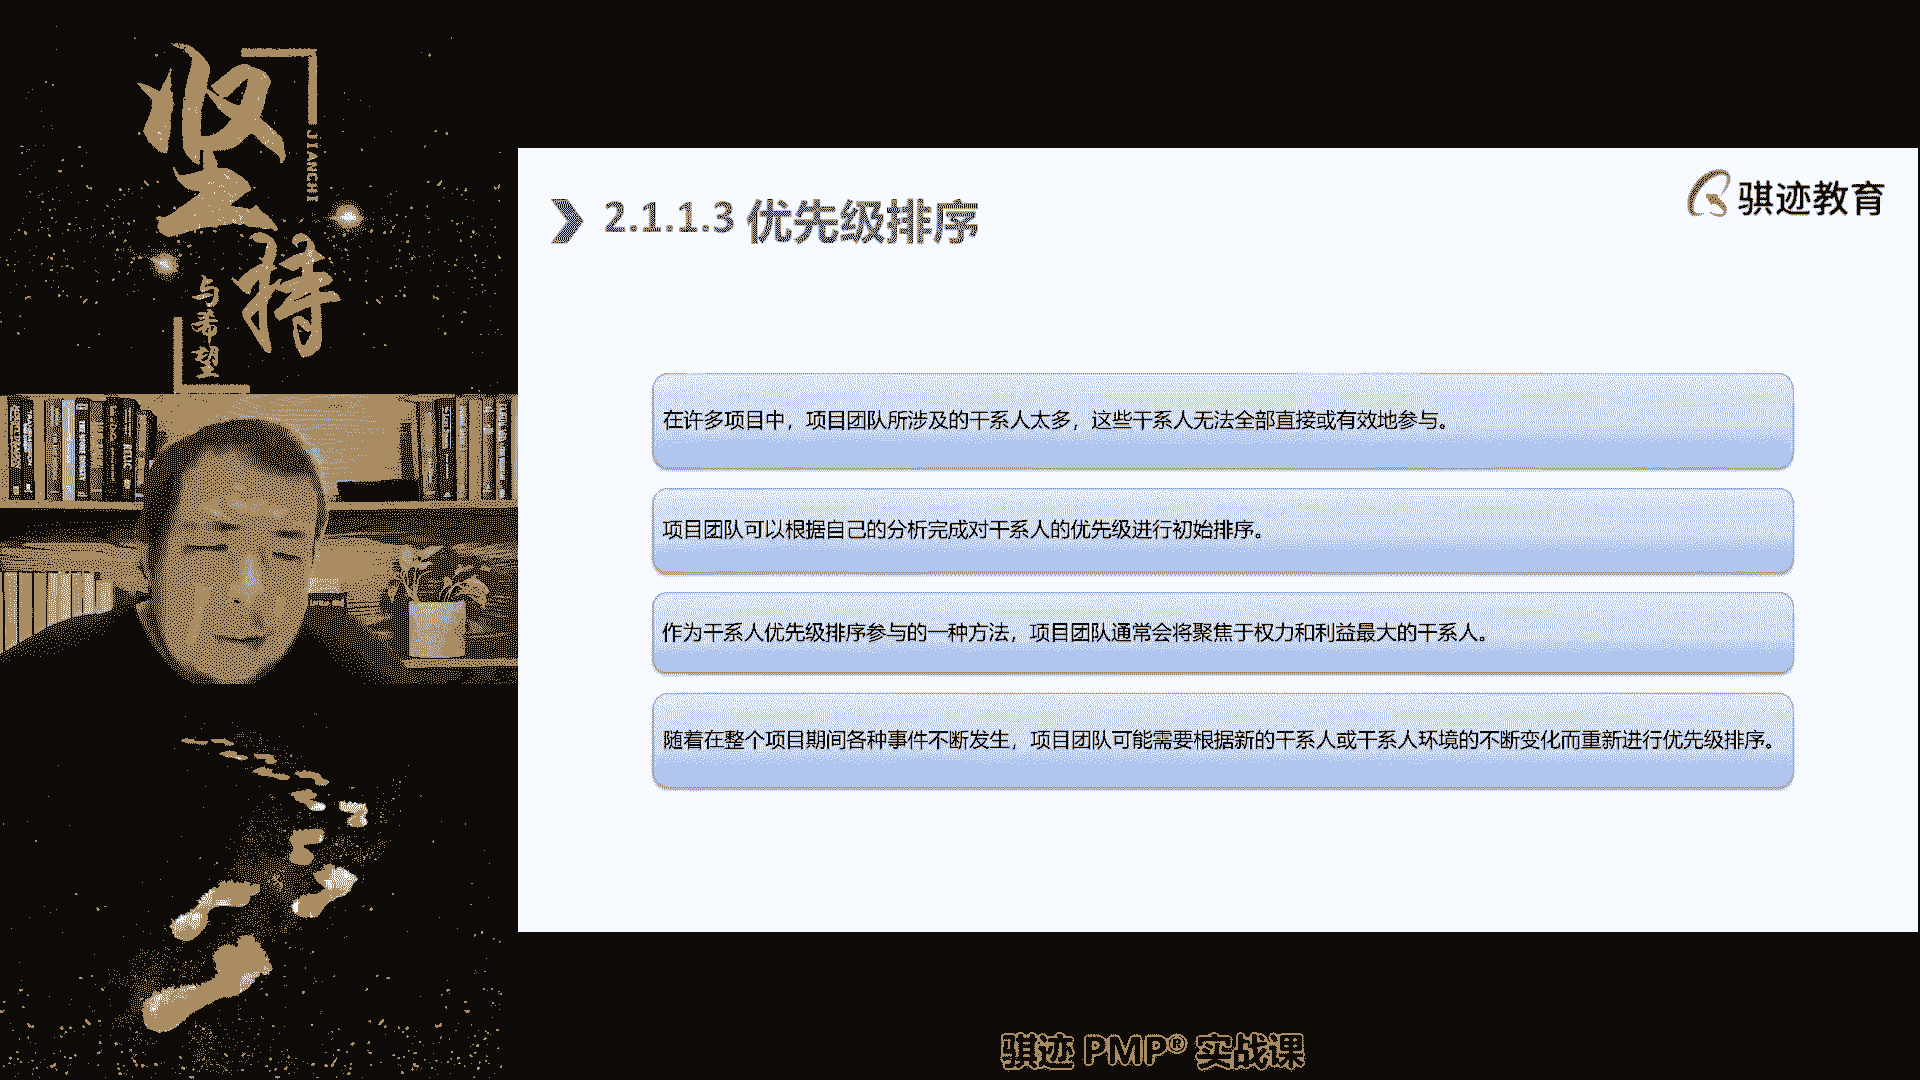 坚持
JIANCHI
与希望
骐迹教育
2.1.1.3 优先级排序
在许多项目中，项目团队所涉及的干系人太多，这些干系人无法全部直接或有效地参与。
项目团队可以根据自己的分析完成对干系人的优先级进行初始排序。
作为干系人优先级排序参与的一种方法，项目团队通常会将聚焦于权力和利益最大的干系人。
随着在整个项目期间各种事件不断发生，项目团队可能需要根据新的干系人或干系人环境的不断变化而重新进行优先级排序。
骐迹 PMP® 实战课